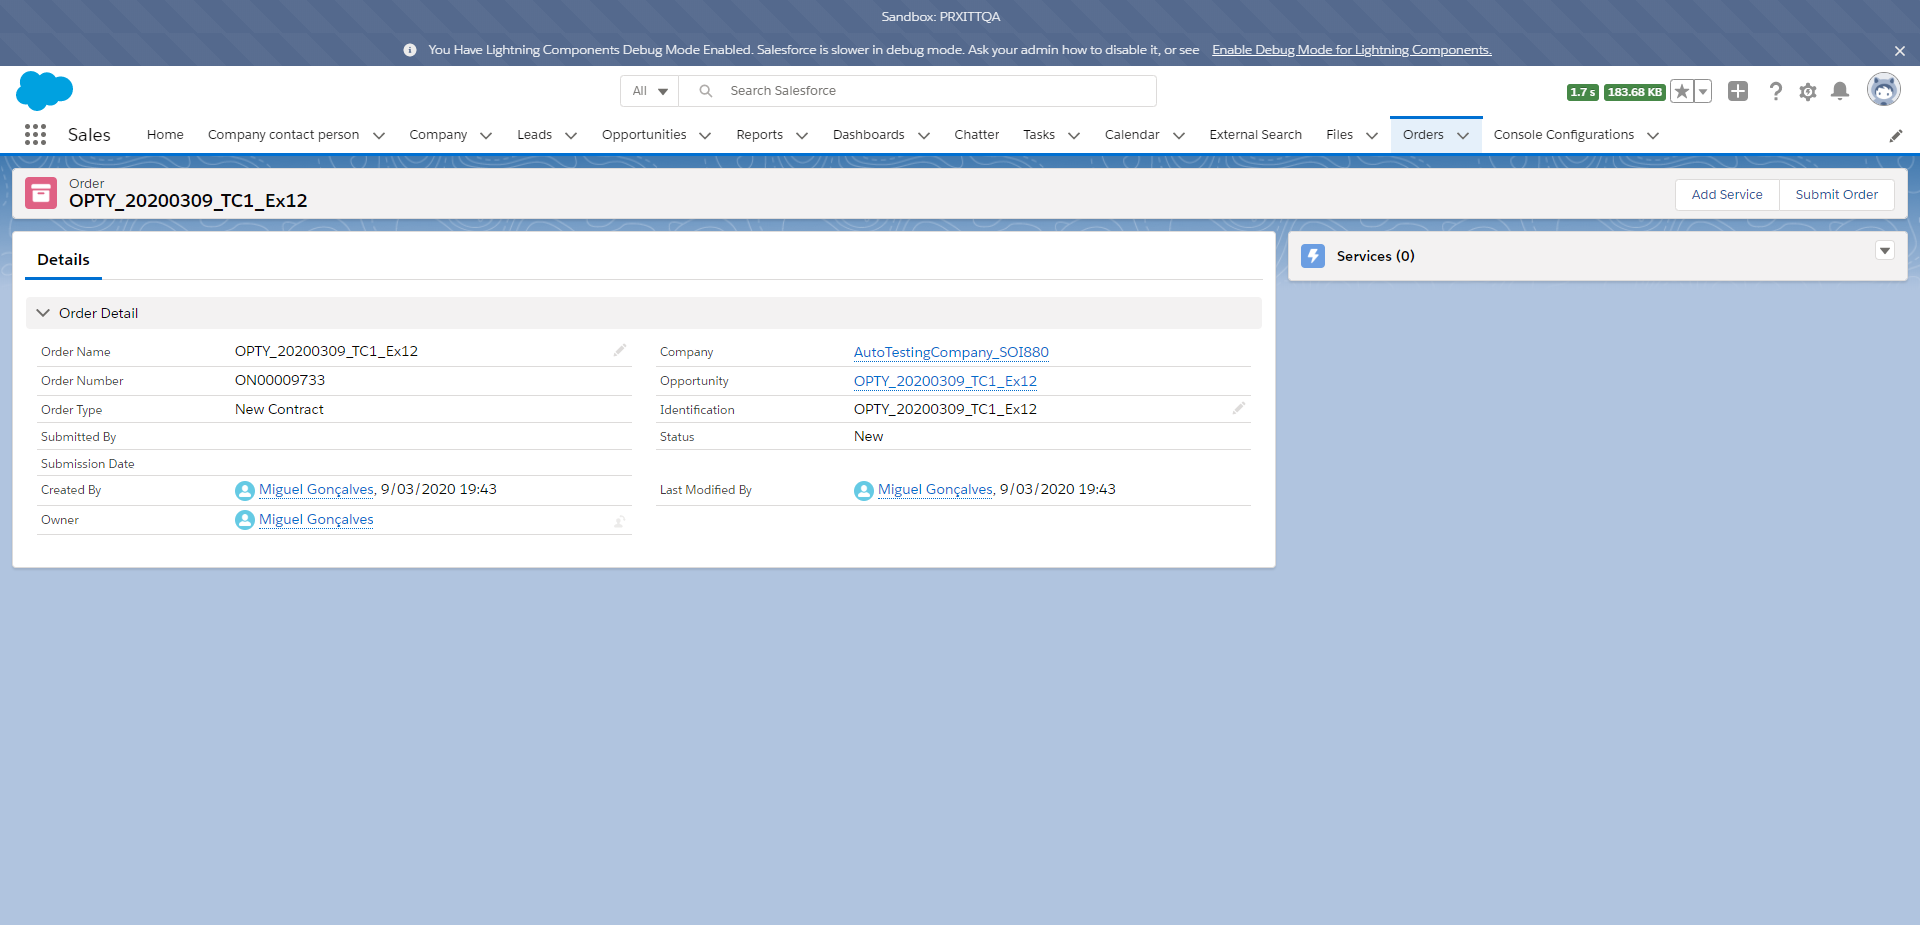 Sandbox: PRXITTQA
You Have Lightning Components Debug Mode Enabled. Salesforce is slower in debug mode. Ask your admin how to disable it, or see Enable Debug Mode for Lightning Components.
All
Search Salesforce
1.7 s 183.68 KB
Sales Home Company contact person Company Leads Opportunities Reports Dashboards Chatter Tasks Calendar External Search Files Orders Console Configurations
Order
OPTY_20200309_TC1_Ex12
Add Service Submit Order
Details
Order Detail
Order Name OPTY_20200309_TC1_Ex12
Company AutoTestingCompany_SOI880
Order Number ON00009733
Opportunity OPTY_20200309_TC1_Ex12
Order Type New Contract
Identification OPTY_20200309_TC1_Ex12
Submitted By
Status New
Submission Date
Created By Miguel Gonçalves, 9/03/2020 19:43
Last Modified By Miguel Gonçalves, 9/03/2020 19:43
Owner Miguel Gonçalves
Services (0)